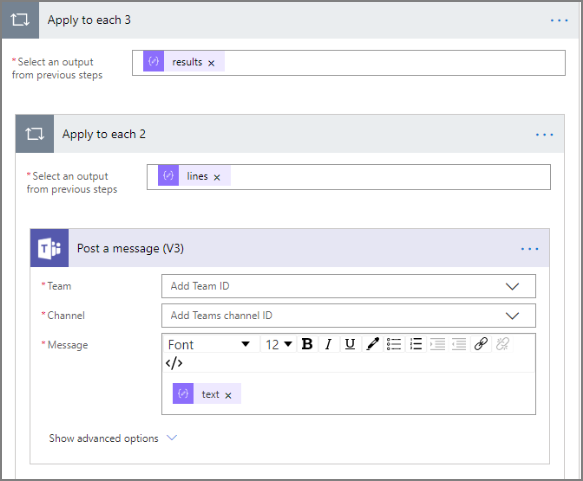 Apply to each 3 ...
*Select an output
from previous steps
results ×
Apply to each 2 ...
*Select an output
from previous steps
lines ×
Post a message (V3) ...
*Team
Add Team ID
*Channel
Add Teams channel ID
*Message
Font 12 B I U
</>
text ×
Show advanced options